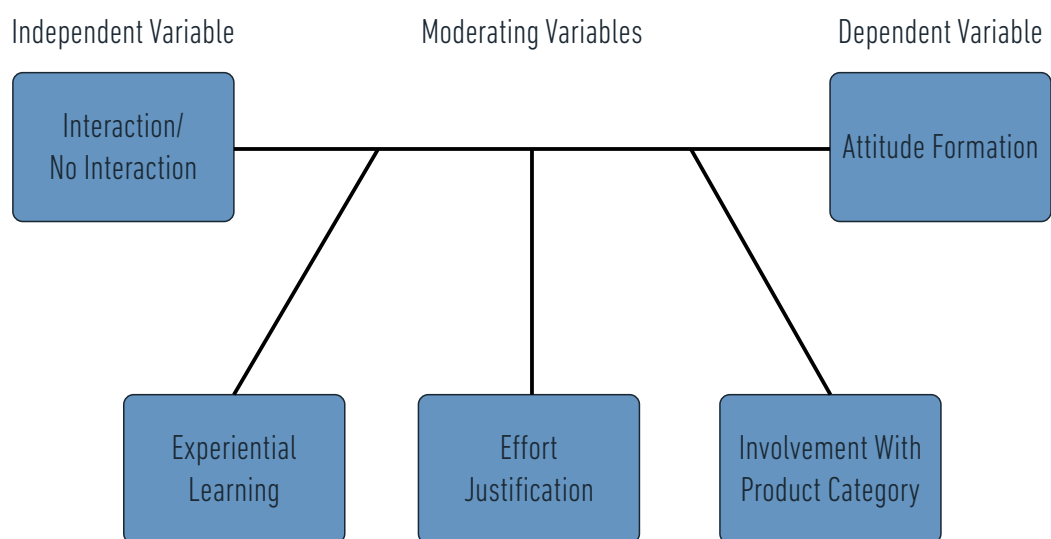 Independent Variable
Moderating Variables
Dependent Variable
Interaction/
No Interaction
Attitude Formation
Experiential
Learning
Effort
Justification
Involvement With
Product Category